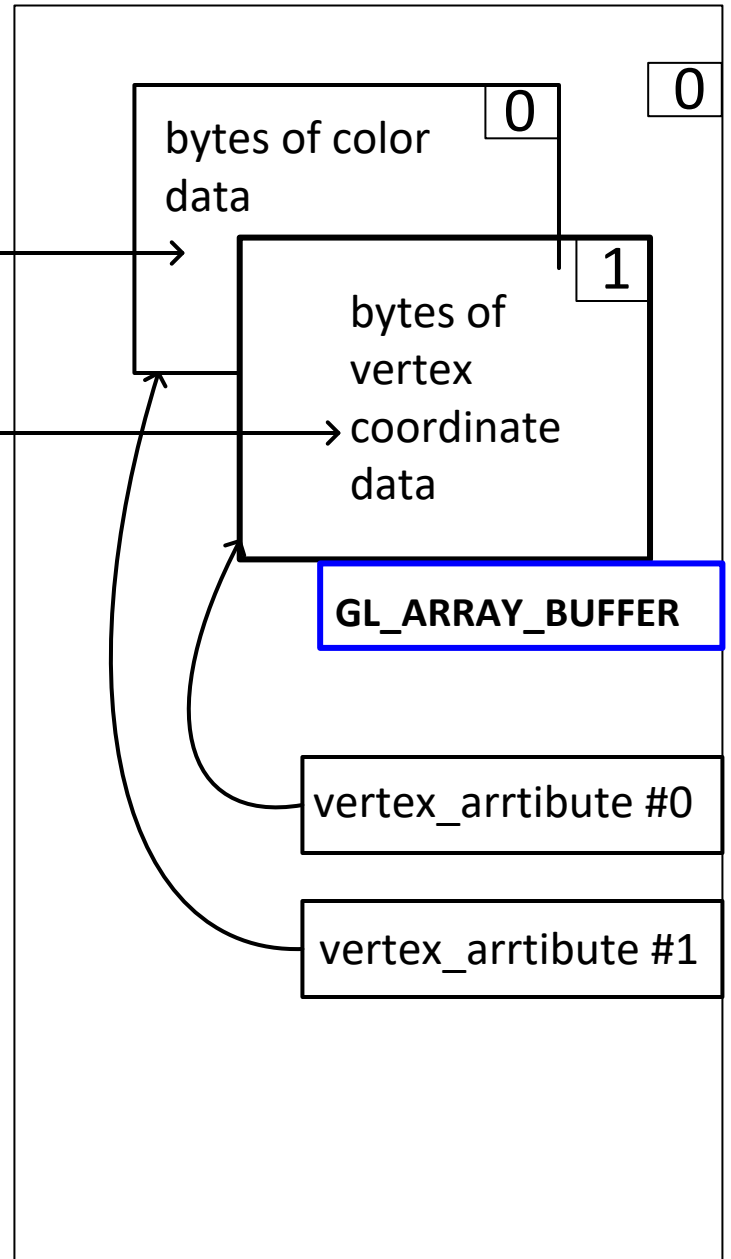 0
0
bytes of color
data
1
bytes of
vertex
coordinate
data
GL_ARRAY_BUFFER
vertex_arrtibute #0
vertex_arrtibute #1